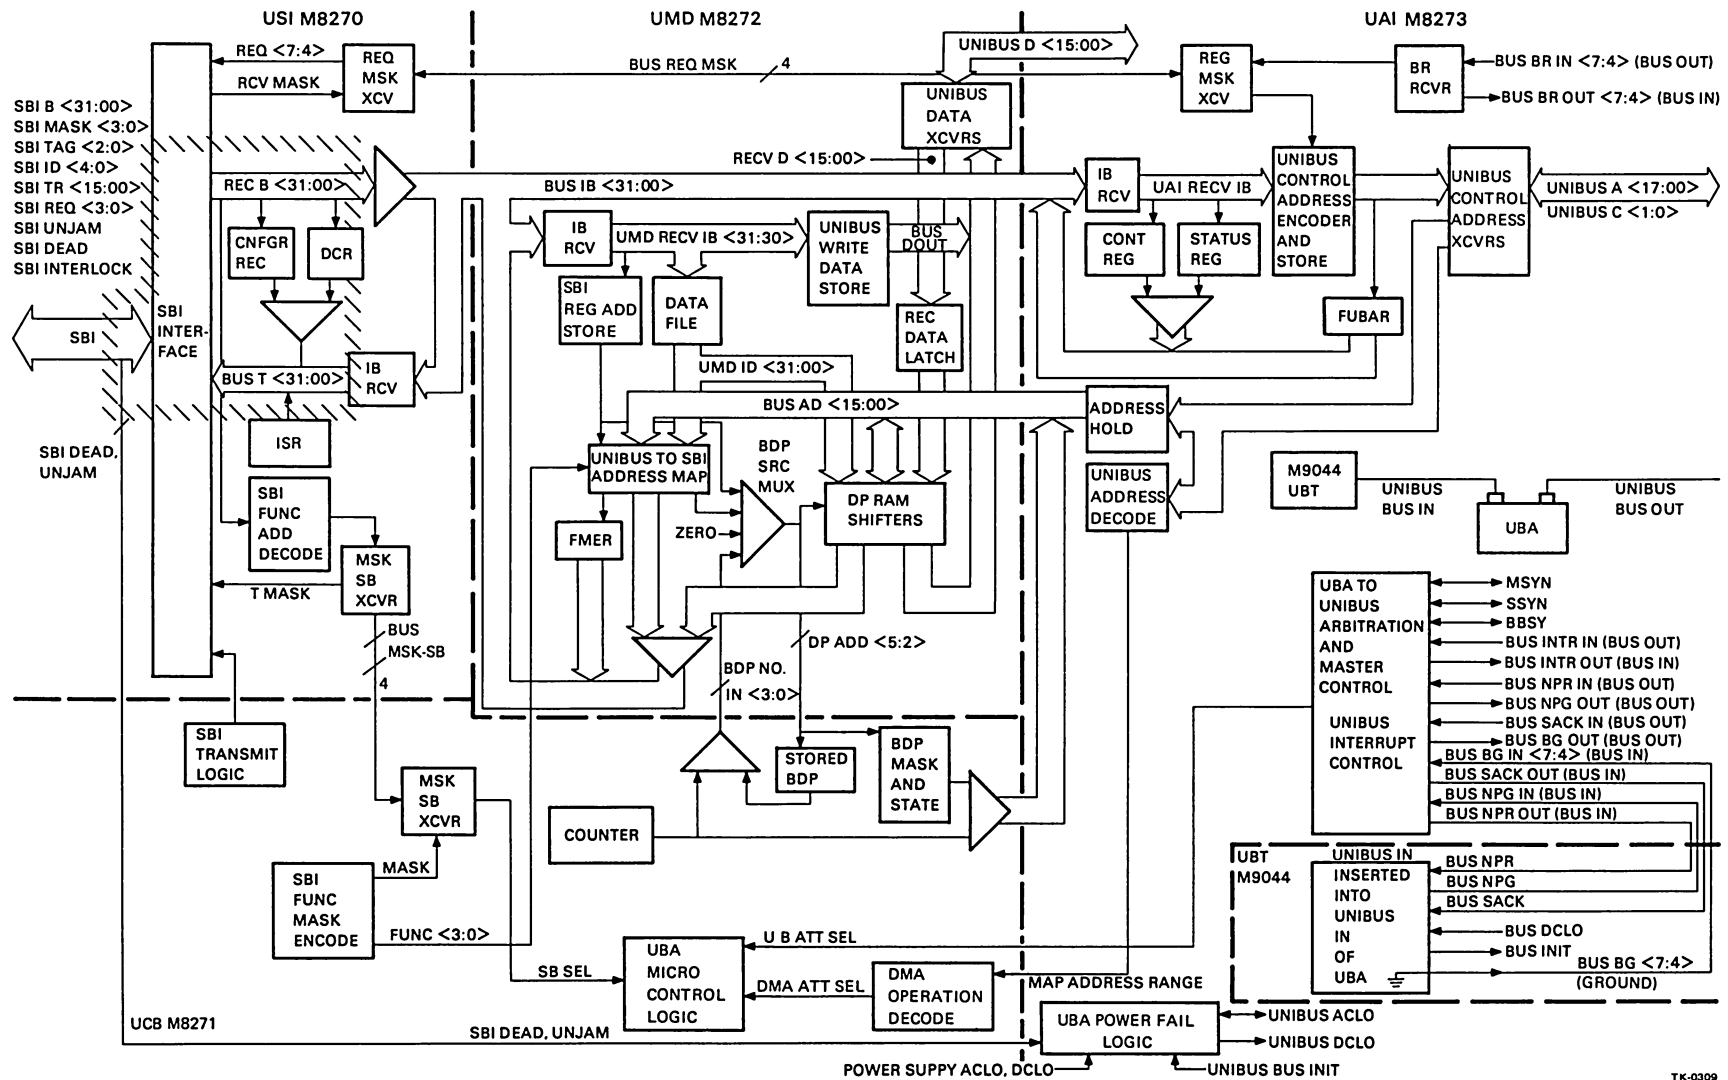 USI M8270
UMD M8272
UAI M8273
REQ <7:4>
RCV MASK
REQ
MSK
XCV
BUS REQ MSK
4
UNIBUS D <15:00>
REG
MSK
XCV
BR
RCVR
BUS BR IN <7:4> (BUS OUT)
BUS BR OUT <7:4> (BUS IN)
SBI B <31:00>
SBI MASK <3:0>
SBI TAG <2:0>
SBI ID <4:0>
SBI TR <15:00>
SBI REQ <3:0>
SBI UNJAM
SBI DEAD
SBI INTERLOCK
UNIBUS
DATA
XCVRS
RECV D <15:00>
REC B <31:00>
BUS IB <31:00>
IB
RCV
UAI RECV IB
UNIBUS
CONTROL
ADDRESS
ENCODER
AND
STORE
UNIBUS
CONTROL
ADDRESS
XCVRS
UNIBUS A <17:00>
UNIBUS C <1:0>
CNFGR
REC
DCR
IB
RCV
UMD RECV IB <31:30>
UNIBUS
WRITE
DATA
STORE
BUS
DOUT
CONT
REG
STATUS
REG
SBI
REG ADD
STORE
DATA
FILE
REC
DATA
LATCH
FUBAR
SBI
SBI
INTER-
FACE
BUS T <31:00>
IB
RCV
UMD ID <31:00>
BUS AD <15:00>
ADDRESS
HOLD
ISR
SBI DEAD,
UNJAM
UNIBUS TO SBI
ADDRESS MAP
BDP
SRC
MUX
DP RAM
SHIFTERS
UNIBUS
ADDRESS
DECODE
M9044
UBT
UNIBUS
BUS IN
UBA
UNIBUS
BUS OUT
SBI
FUNC
ADD
DECODE
FMER
ZERO
MSK
SB
XCVR
T MASK
BUS
MSK-SB
4
DP ADD <5:2>
BDP NO.
IN <3:0>
UBA TO
UNIBUS
ARBITRATION
AND
MASTER
CONTROL
UNIBUS
INTERRUPT
CONTROL
MSYN
SSYN
BBSY
BUS INTR IN (BUS OUT)
BUS INTR OUT (BUS IN)
BUS NPR IN (BUS OUT)
BUS NPG OUT (BUS OUT)
BUS SACK IN (BUS OUT)
BUS BG OUT (BUS OUT)
BUS BG IN <7:4> (BUS IN)
BUS SACK OUT (BUS IN)
BUS NPG IN (BUS IN)
BUS NPR OUT (BUS IN)
SBI
TRANSMIT
LOGIC
STORED
BDP
BDP
MASK
AND
STATE
MSK
SB
XCVR
COUNTER
MASK
SBI
FUNC
MASK
ENCODE
FUNC <3:0>
UBT
M9044
UNIBUS IN
INSERTED
INTO
UNIBUS
IN
OF
UBA
BUS NPR
BUS NPG
BUS SACK
BUS DCLO
BUS INIT
BUS BG <7:4>
(GROUND)
UBA
MICRO
CONTROL
LOGIC
U B ATT SEL
SB SEL
DMA ATT SEL
DMA
OPERATION
DECODE
MAP ADDRESS RANGE
UCB M8271
SBI DEAD, UNJAM
UBA POWER FAIL
LOGIC
UNIBUS ACLO
UNIBUS DCLO
POWER SUPPY ACLO, DCLO
UNIBUS BUS INIT
TK-0309